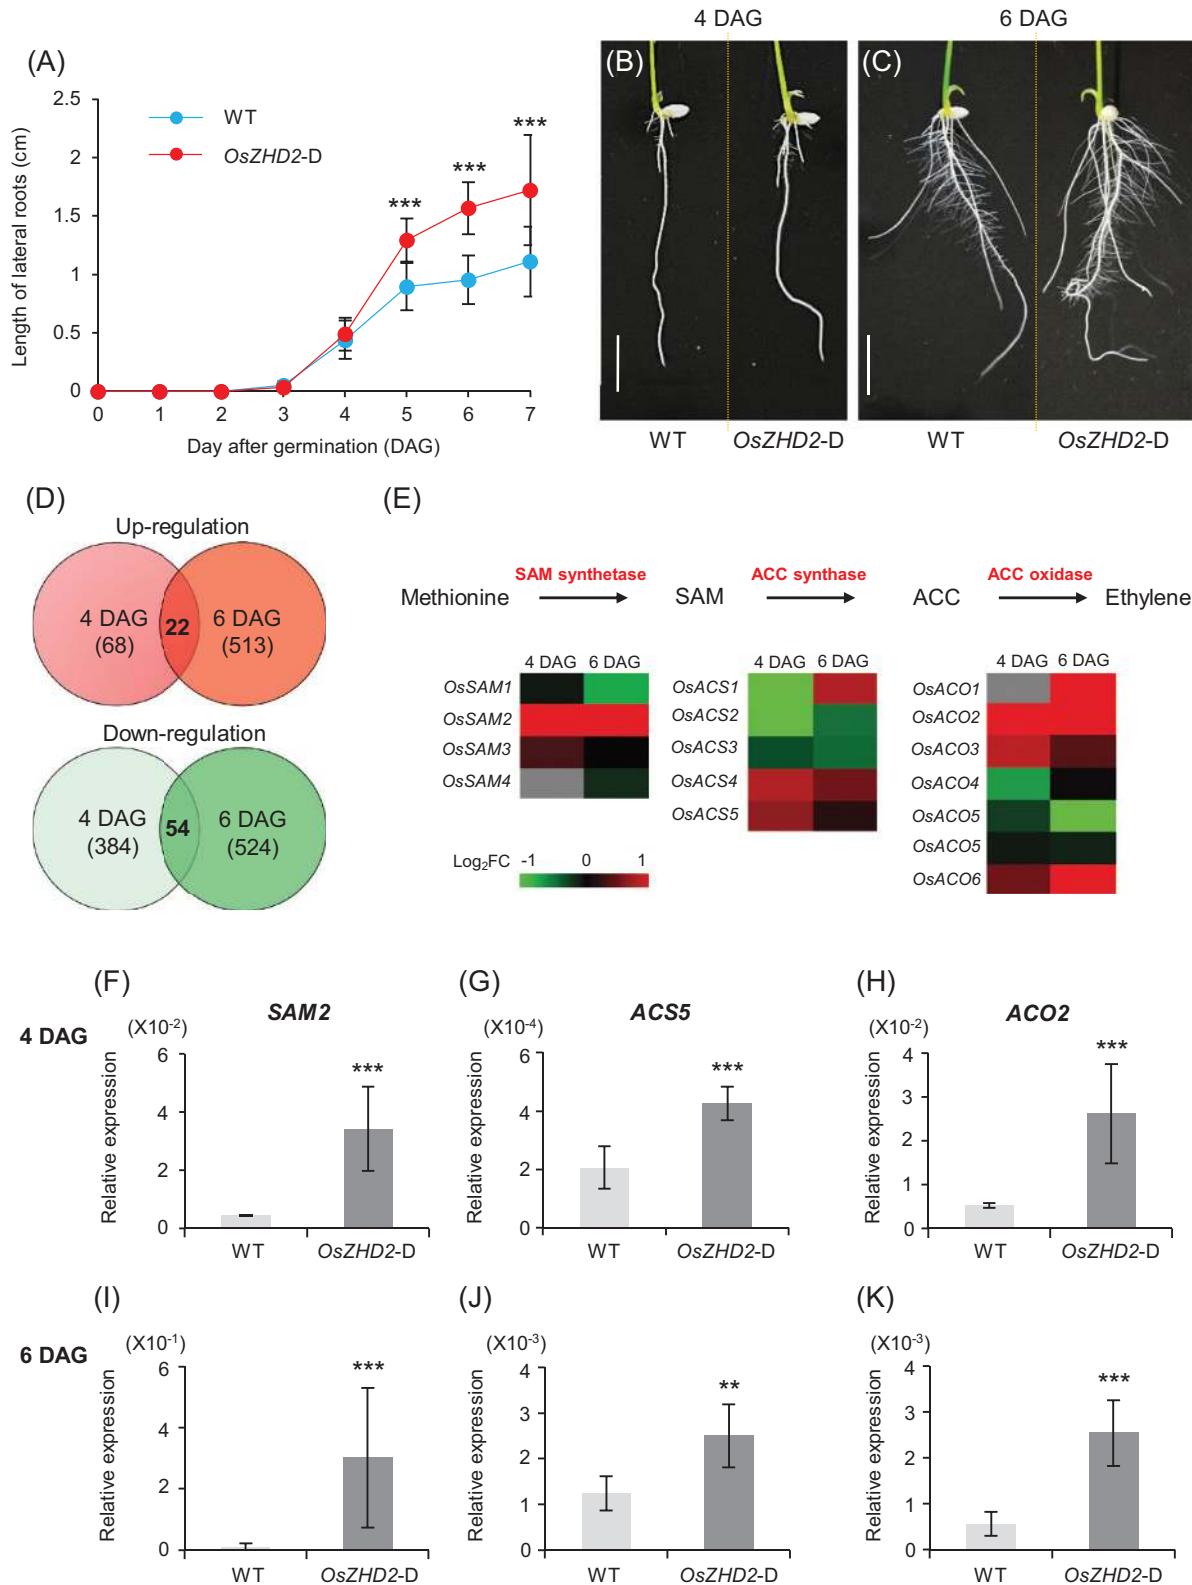 4 DAG
6 DAG
(A)
(B)
(C)
2.5
2
1.5
1
0.5
0
WT
OsZHD2-D
***
***
***
Length of lateral roots (cm)
0 1 2 3 4 5 6 7
Day after germination (DAG)
WT
OsZHD2-D
WT
OsZHD2-D
(D)
Up-regulation
4 DAG
(68)
22
6 DAG
(513)
Down-regulation
4 DAG
(384)
54
6 DAG
(524)
(E)
Methionine
SAM synthetase
SAM
ACC synthase
ACC
ACC oxidase
Ethylene
4 DAG 6 DAG
OsSAM1
OsSAM2
OsSAM3
OsSAM4
Log2FC
-1 0 1
4 DAG 6 DAG
OsACS1
OsACS2
OsACS3
OsACS4
OsACS5
4 DAG 6 DAG
OsACO1
OsACO2
OsACO3
OsACO4
OsACO5
OsACO5
OsACO6
4 DAG
(F)
SAM2
(X10-2)
Relative expression
6
4
2
0
***
WT OsZHD2-D
(G)
ACS5
(X10-4)
Relative expression
6
4
2
0
***
WT OsZHD2-D
(H)
ACO2
(X10-2)
Relative expression
4
3
2
1
0
***
WT OsZHD2-D
6 DAG
(I)
(X10-1)
Relative expression
6
4
2
0
***
WT OsZHD2-D
(J)
(X10-3)
Relative expression
4
3
2
1
0
**
WT OsZHD2-D
(K)
(X10-3)
Relative expression
4
3
2
1
0
***
WT OsZHD2-D